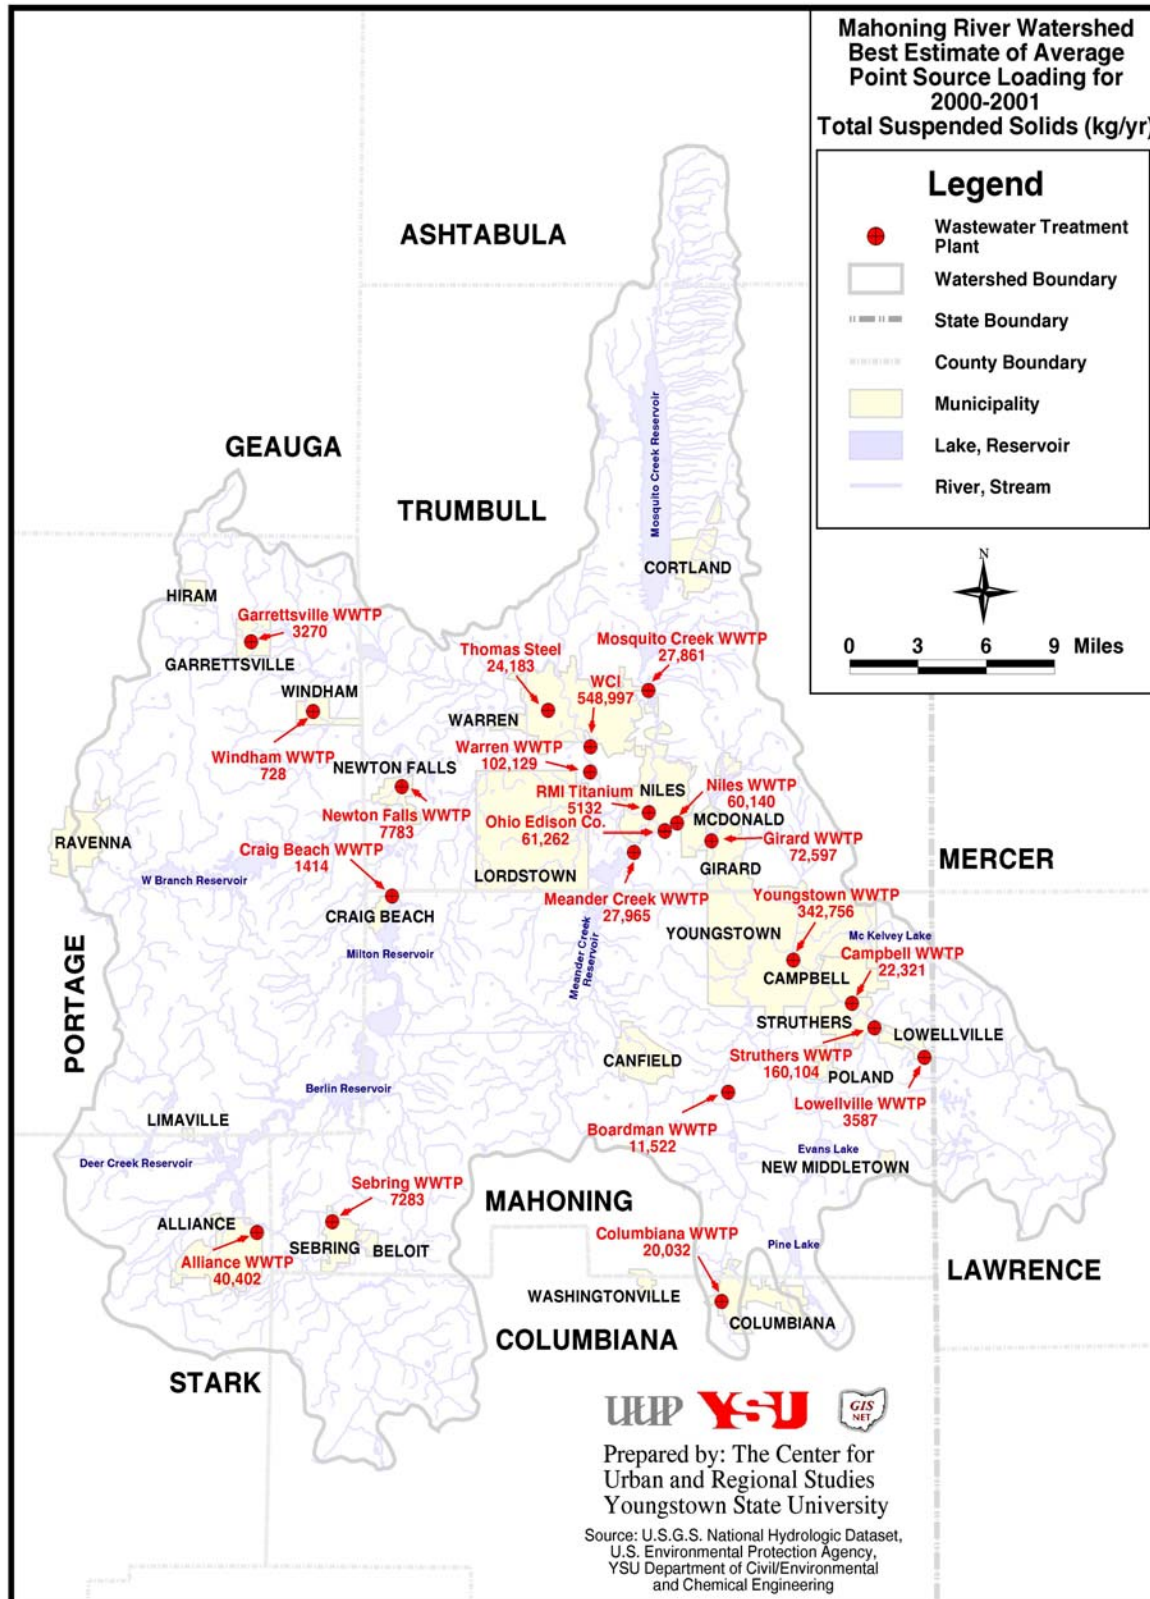 Mahoning River Watershed
Best Estimate of Average
Point Source Loading for
2000-2001
Total Suspended Solids (kg/yr)
Legend
Wastewater Treatment
Plant
Watershed Boundary
State Boundary
County Boundary
Municipality
Lake, Reservoir
River, Stream
N
0 3 6 9 Miles
ASHTABULA
GEAUGA
TRUMBULL
Mosquito Creek Reservoir
CORTLAND
HIRAM
Garrettsville WWTP
3270
GARRETTSVILLE
Thomas Steel
24,183
Mosquito Creek WWTP
27,861
WCI
548,997
WINDHAM
WARREN
Windham WWTP
728
Warren WWTP
102,129
NEWTON FALLS
RMI Titanium
5132
NILES
Niles WWTP
60,140
Newton Falls WWTP
7783
Ohio Edison Co.
61,262
MCDONALD
Girard WWTP
72,597
RAVENNA
Craig Beach WWTP
1414
MERCER
GIRARD
LORDSTOWN
W Branch Reservoir
Meander Creek WWTP
27,965
Youngstown WWTP
342,756
CRAIG BEACH
YOUNGSTOWN
Mc Kelvey Lake
Milton Reservoir
Meander Creek
Reservoir
Campbell WWTP
22,321
CAMPBELL
PORTAGE
STRUTHERS
LOWELLVILLE
CANFIELD
Struthers WWTP
160,104
POLAND
Berlin Reservoir
Lowellville WWTP
3587
LIMAVILLE
Boardman WWTP
11,522
Evans Lake
NEW MIDDLETOWN
Deer Creek Reservoir
Sebring WWTP
7283
MAHONING
ALLIANCE
Columbiana WWTP
20,032
SEBRING
BELOIT
Pine Lake
Alliance WWTP
40,402
LAWRENCE
WASHINGTONVILLE
COLUMBIANA
COLUMBIANA
STARK
UUP YSU GIS
NET
Prepared by: The Center for
Urban and Regional Studies
Youngstown State University
Source: U.S.G.S. National Hydrologic Dataset,
U.S. Environmental Protection Agency,
YSU Department of Civil/Environmental
and Chemical Engineering